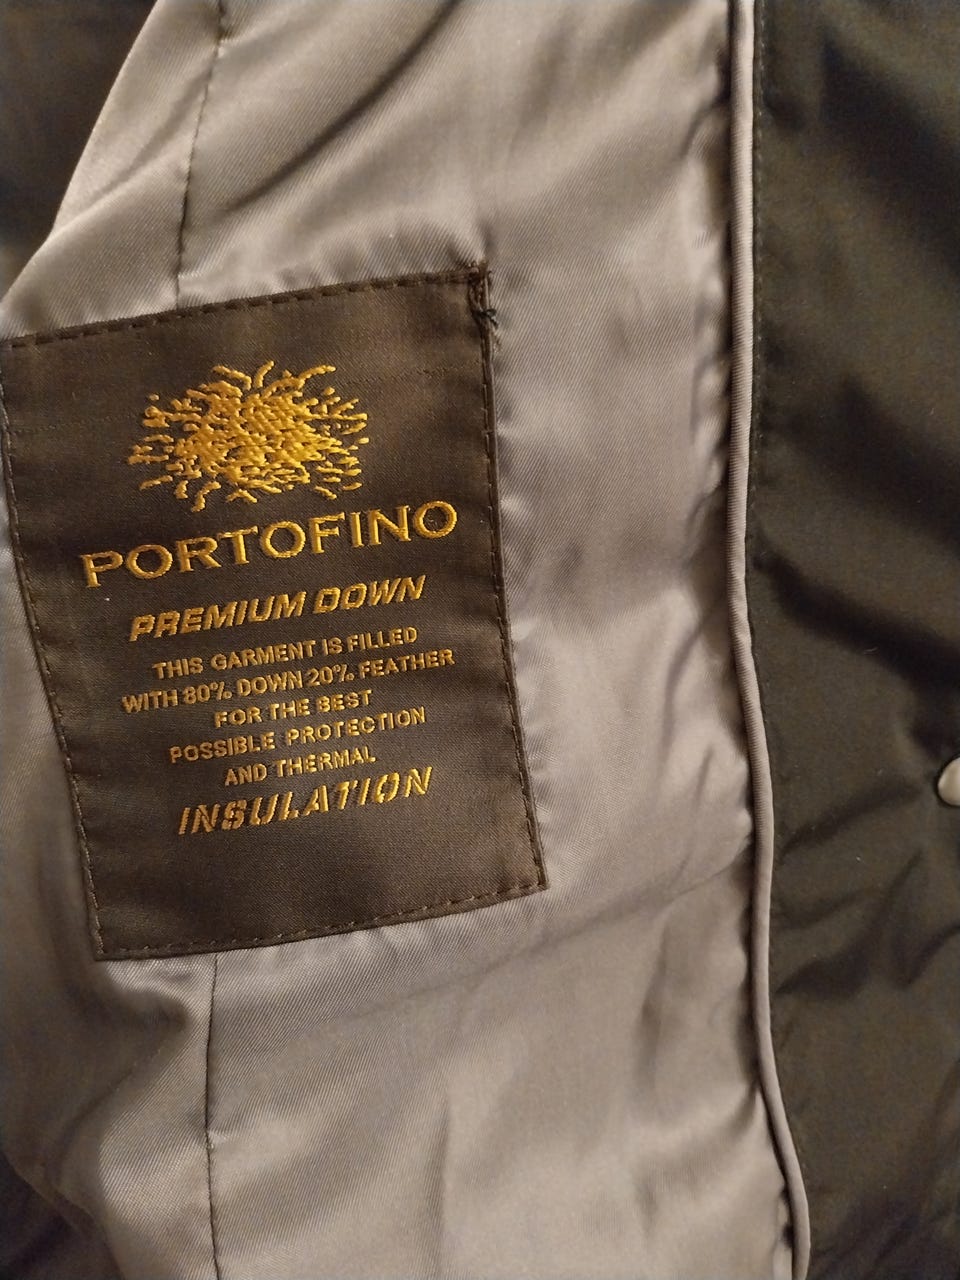 PORTOFINO
PREMIUM DOWN
THIS GARMENT IS FILLED
WITH 80% DOWN 20% FEATHER
FOR THE BEST
POSSIBLE PROTECTION
AND THERMAL
INSULATION